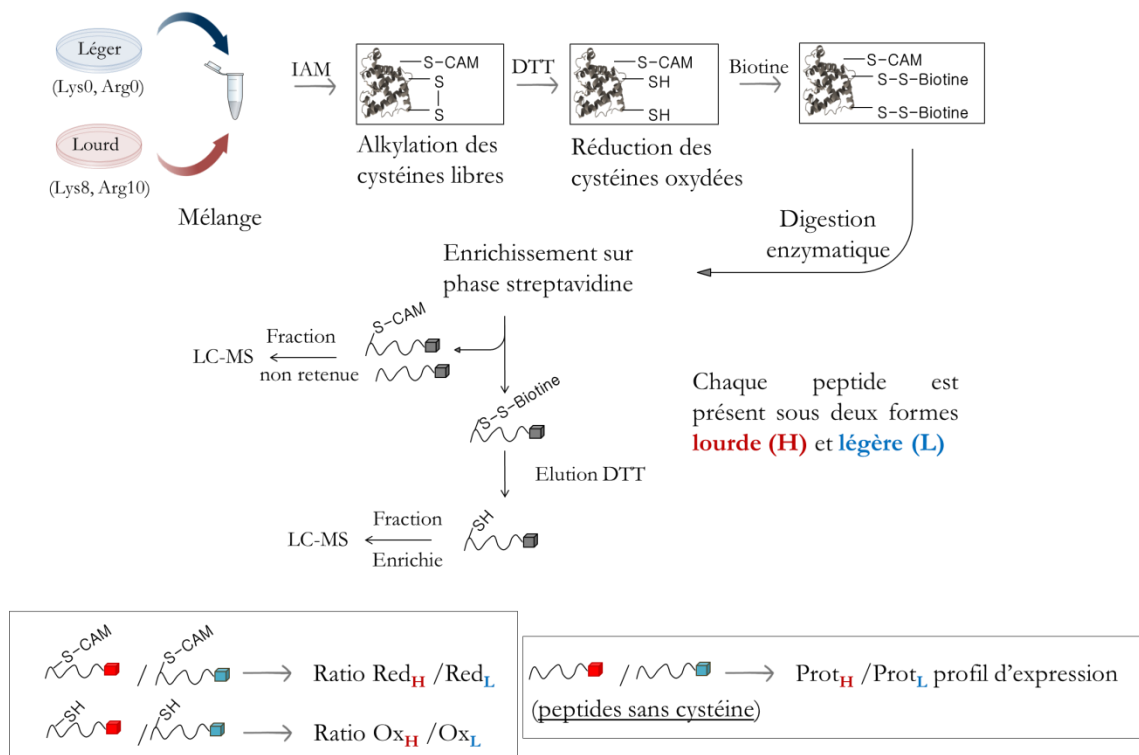 Léger
(Lys0, Arg0)
Lourd
(Lys8, Arg10)
Mélange
IAM
S-CAM
S
S
Alkylation des
cystéines libres
DTT
S-CAM
SH
SH
Réduction des
cystéines oxydées
Biotine
S-CAM
S-S-Biotine
S-S-Biotine
Digestion
enzymatique
Enrichissement sur
phase streptavidine
S-CAM
LC-MS
Fraction
non retenue
S-S-Biotine
Chaque peptide est
présent sous deux formes
lourde (H) et légère (L)
Elution DTT
SH
LC-MS
Fraction
Enrichie
S-CAM / S-CAM Ratio RedH /RedL
SH / SH Ratio OxH /OxL
/ ProtH /ProtL profil d'expression
(peptides sans cystéine)